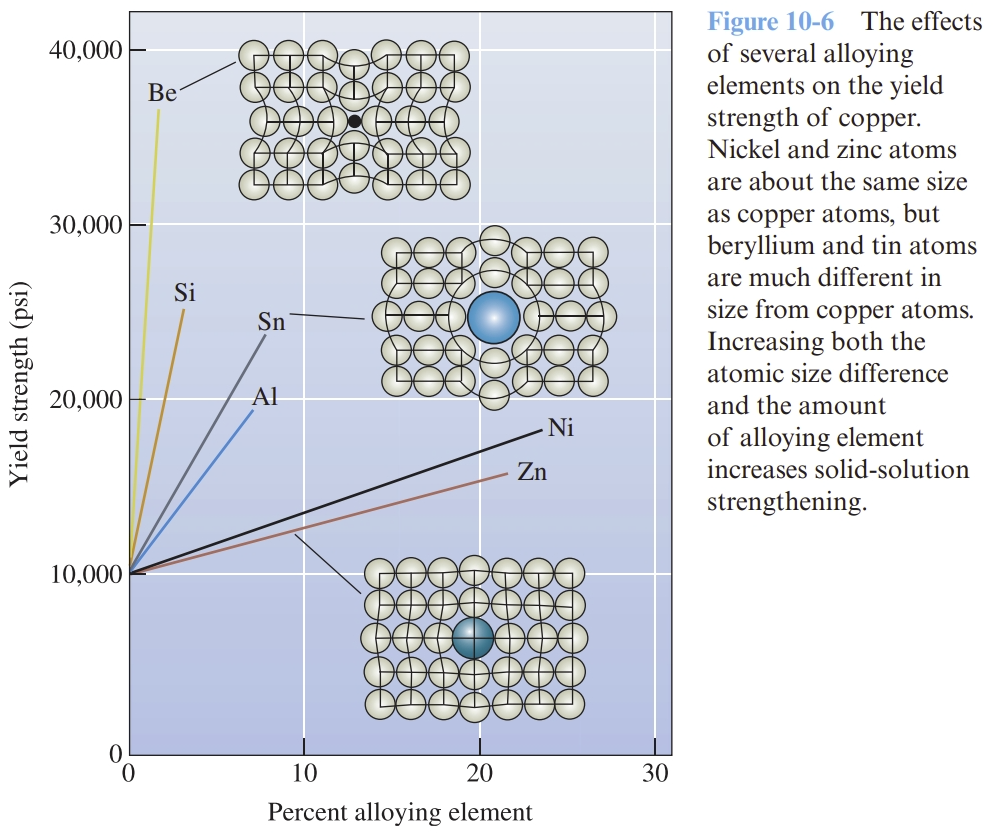 40,000
30,000
20,000
10,000
0
Yield strength (psi)
Be
Si
Sn
Al
Ni
Zn
0
10
20
30
Percent alloying element
Figure 10-6 The effects
of several alloying
elements on the yield
strength of copper.
Nickel and zinc atoms
are about the same size
as copper atoms, but
beryllium and tin atoms
are much different in
size from copper atoms.
Increasing both the
atomic size difference
and the amount
of alloying element
increases solid-solution
strengthening.